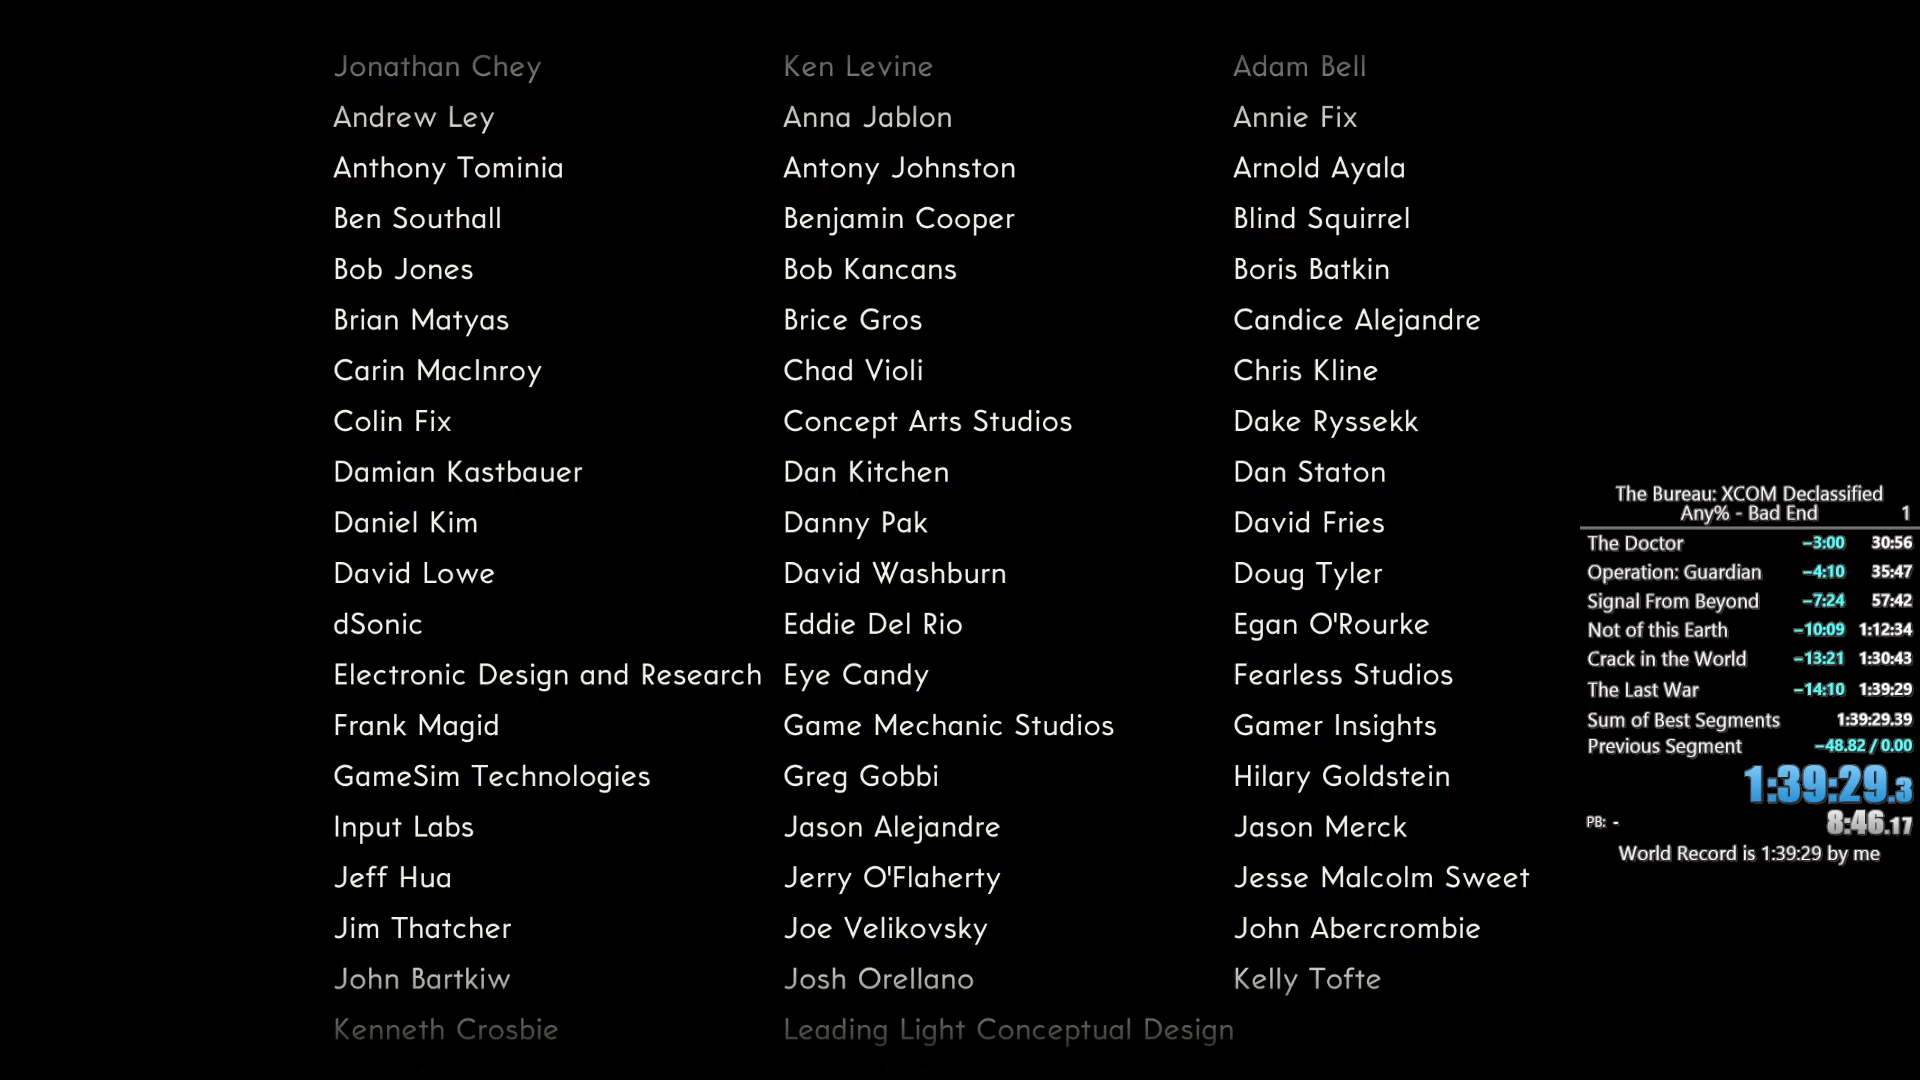 Jonathan Chey Ken Levine Adam Bell
Andrew Ley Anna Jablon Annie Fix
Anthony Tominia Antony Johnston Arnold Ayala
Ben Southall Benjamin Cooper Blind Squirrel
Bob Jones Bob Kancans Boris Batkin
Brian Matyas Brice Gros Candice Alejandre
Carin MacInroy Chad Violi Chris Kline
Colin Fix Concept Arts Studios Dake Ryssekk
Damian Kastbauer Dan Kitchen Dan Staton
Daniel Kim Danny Pak David Fries
David Lowe David Washburn Doug Tyler
dSonic Eddie Del Rio Egan O'Rourke
Electronic Design and Research Eye Candy Fearless Studios
Frank Magid Game Mechanic Studios Gamer Insights
GameSim Technologies Greg Gobbi Hilary Goldstein
Input Labs Jason Alejandre Jason Merck
Jeff Hua Jerry O'Flaherty Jesse Malcolm Sweet
Jim Thatcher Joe Velikovsky John Abercrombie
John Bartkiw Josh Orellano Kelly Tofte
Kenneth Crosbie Leading Light Conceptual Design
The Bureau: XCOM Declassified
Any% - Bad End 1
The Doctor −3:00 30:56
Operation: Guardian −4:10 35:47
Signal From Beyond −7:24 57:42
Not of this Earth −10:09 1:12:34
Crack in the World −13:21 1:30:43
The Last War −14:10 1:39:29
Sum of Best Segments 1:39:29.39
Previous Segment −48.82 / 0.00
1:39:29.3
PB: - 8:46.17
World Record is 1:39:29 by me